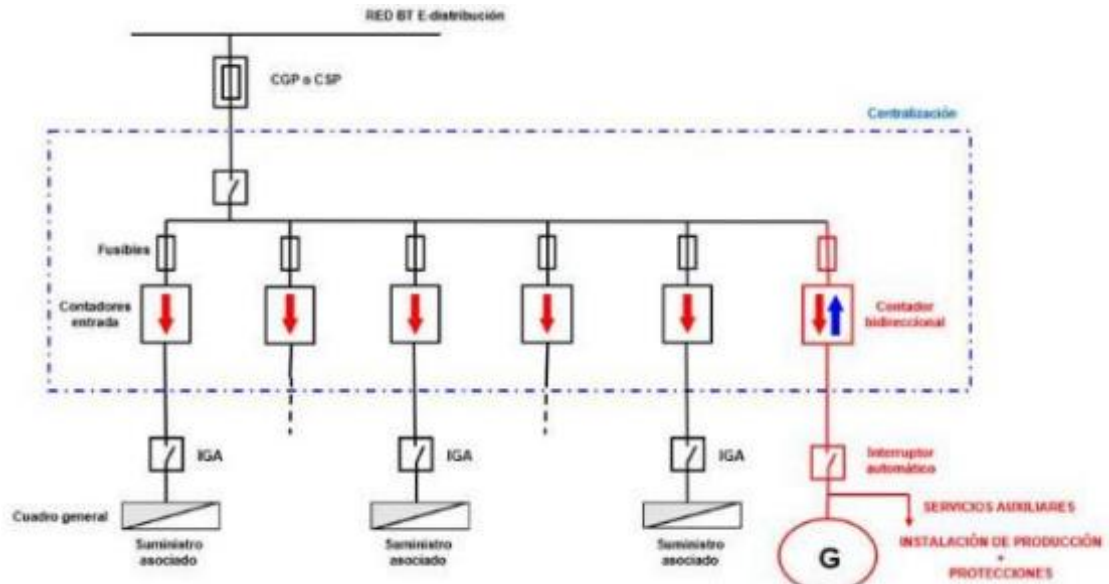 RED BT E-distribución
CGP o CSP
Centralización
Fusibles
Contadores
entrada
Contador
bidireccional
IGA
IGA
IGA
Interruptor
automático
Cuadro general
Suministro
asociado
Suministro
asociado
Suministro
asociado
G
SERVICIOS AUXILIARES
INSTALACIÓN DE PRODUCCIÓN
+
PROTECCIONES